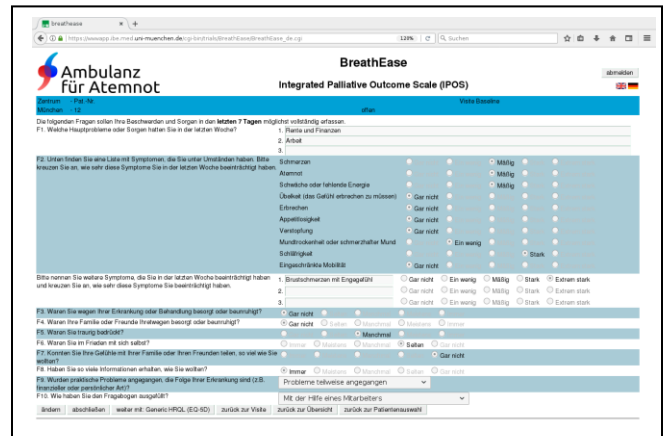 breathease
https://www.app.ibe.med.uni-muenchen.de/cgi-bin/trials/BreathEase/BreathEase_de.cgi
120%
Suchen
Ambulanz
für Atemnot
BreathEase
Integrated Palliative Outcome Scale (IPOS)
abmelden
Zentrum - Pat.-Nr. Visite Baseline
München - 12 offen
Die folgenden Fragen sollen Ihre Beschwerden und Sorgen in den letzten 7 Tagen möglichst vollständig erfassen.
F1. Welche Hauptprobleme oder Sorgen hatten Sie in der letzten Woche?
1. Rente und Finanzen
2. Arbeit
3.
F2. Unten finden Sie eine Liste mit Symptomen, die Sie unter Umständen haben. Bitte
kreuzen Sie an, wie sehr diese Symptome Sie in der letzten Woche beeinträchtigt haben.
Schmerzen Mäßig
Atemnot Mäßig
Schwäche oder fehlende Energie Mäßig
Übelkeit (das Gefühl erbrechen zu müssen) Gar nicht
Erbrechen Gar nicht
Appetitlosigkeit Gar nicht
Verstopfung Gar nicht
Mundtrockenheit oder schmerzhafter Mund Ein wenig
Schläfrigkeit Stark
Eingeschränkte Mobilität Gar nicht
Bitte nennen Sie weitere Symptome, die Sie in der letzten Woche beeinträchtigt haben
und kreuzen Sie an, wie sehr diese Symptome Sie beeinträchtigt haben.
1. Brustschmerzen mit Engegefühl Gar nicht Ein wenig Mäßig Stark Extrem stark
2. Gar nicht Ein wenig Mäßig Stark Extrem stark
3. Gar nicht Ein wenig Mäßig Stark Extrem stark
F3. Waren Sie wegen Ihrer Erkrankung oder Behandlung besorgt oder beunruhigt? Gar nicht
F4. Waren Ihre Familie oder Freunde Ihretwegen besorgt oder beunruhigt? Gar nicht Selten Manchmal Meistens Immer
F5. Waren Sie traurig bedrückt? Manchmal
F6. Waren Sie im Frieden mit sich selbst? Immer Meistens Manchmal Selten Gar nicht
F7. Konnten Sie Ihre Gefühle mit Ihrer Familie oder Ihren Freunden teilen, so viel wie Sie
wollten? Gar nicht
F8. Haben Sie so viele Informationen erhalten, wie Sie wollten? Immer Meistens Manchmal Selten Gar nicht
F9. Wurden praktische Probleme angegangen, die Folge Ihrer Erkrankung sind (z.B.
finanzieller oder persönlicher Art)? Probleme teilweise angegangen
F10. Wie haben Sie den Fragebogen ausgefüllt? Mit der Hilfe eines Mitarbeiters
ändern abschließen weiter mit: Generic HRQL (EQ-5D) zurück zur Visite zurück zur Übersicht zurück zur Patientenauswahl